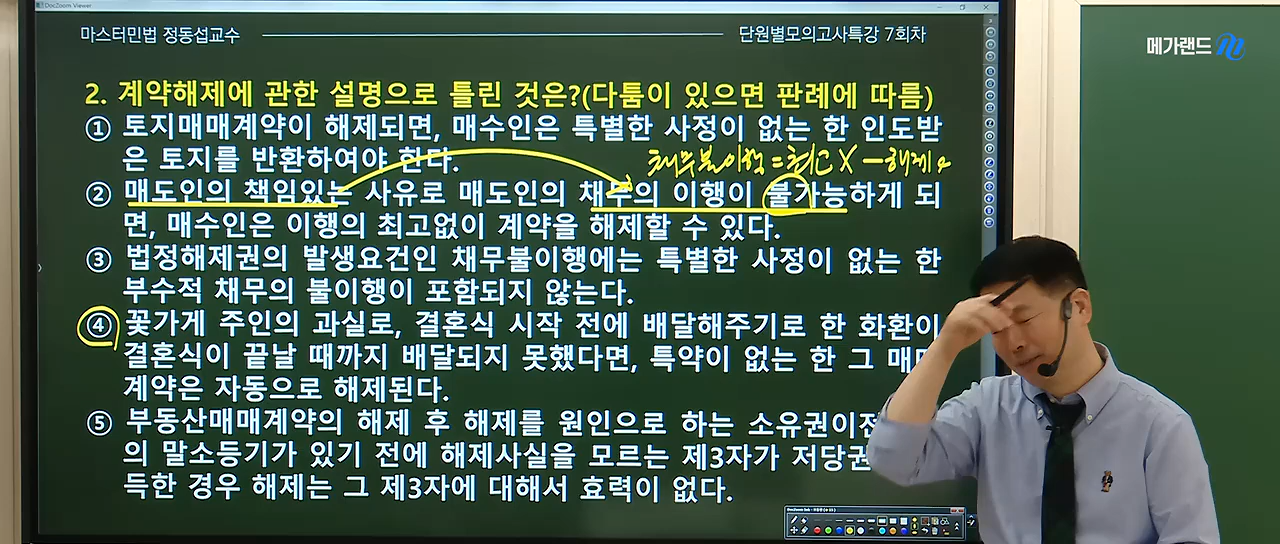 DocZoom Viewer
마스터민법 정동섭교수
단원별모의고사특강 7회차
메가랜드
2. 계약해제에 관한 설명으로 틀린 것은?(다툼이 있으면 판례에 따름)
① 토지매매계약이 해제되면, 매수인은 특별한 사정이 없는 한 인도받
은 토지를 반환하여야 한다.
채무불이행 = 최고X – 해제
② 매도인의 책임있는 사유로 매도인의 채무의 이행이 불가능하게 되
면, 매수인은 이행의 최고없이 계약을 해제할 수 있다.
③ 법정해제권의 발생요건인 채무불이행에는 특별한 사정이 없는 한
부수적 채무의 불이행이 포함되지 않는다.
④ 꽃가게 주인의 과실로, 결혼식 시작 전에 배달해주기로 한 화환이
결혼식이 끝날 때까지 배달되지 못했다면, 특약이 없는 한 그 매매
계약은 자동으로 해제된다.
⑤ 부동산매매계약의 해제 후 해제를 원인으로 하는 소유권이전
의 말소등기가 있기 전에 해제사실을 모르는 제3자가 저당권
득한 경우 해제는 그 제3자에 대해서 효력이 없다.